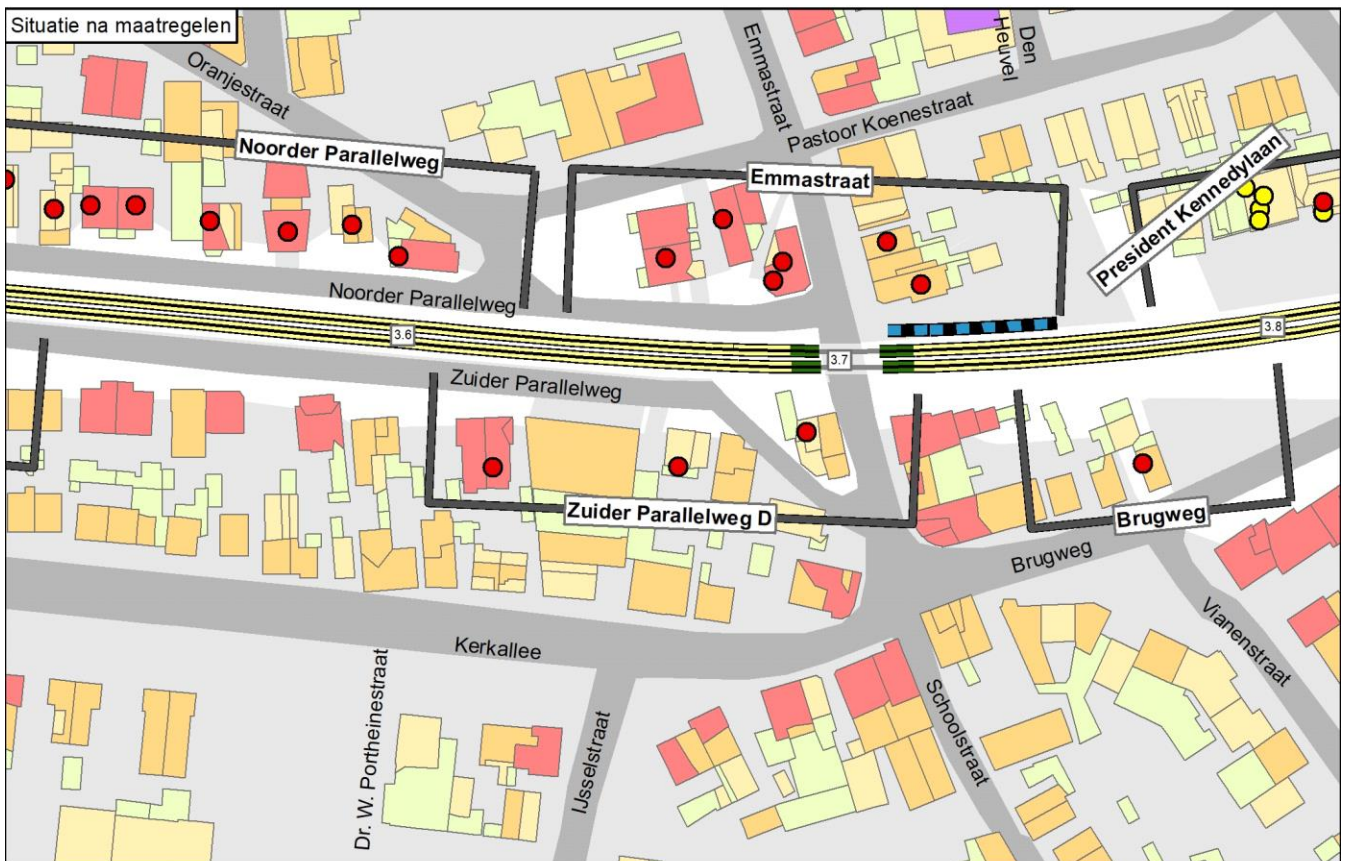 Situatie na maatregelen
Oranjestraat
Emmastraat
Den
Heuvel
Pastoor Koenestraat
Noorder Parallelweg
Emmastraat
President Kennedylaan
Noorder Parallelweg
3.6
3.7
3.8
Zuider Parallelweg
Zuider Parallelweg D
Brugweg
Brugweg
Kerkallee
Vianenstraat
Dr. W. Portheinestraat
IJsselstraat
Schoolstraat